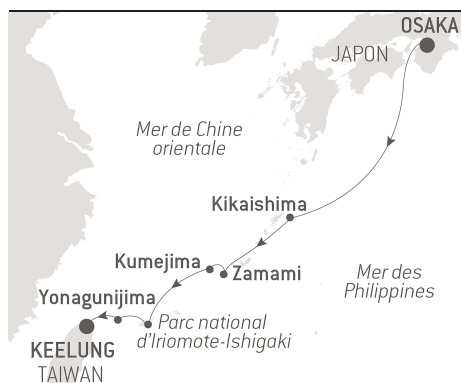 OSAKA
JAPON
Mer de Chine
orientale
Kikaishima
Kumejima
Zamami
Mer des
Philippines
Yonagunijima
Parc national
d'Iriomote-Ishigaki
KEELUNG
TAIWAN